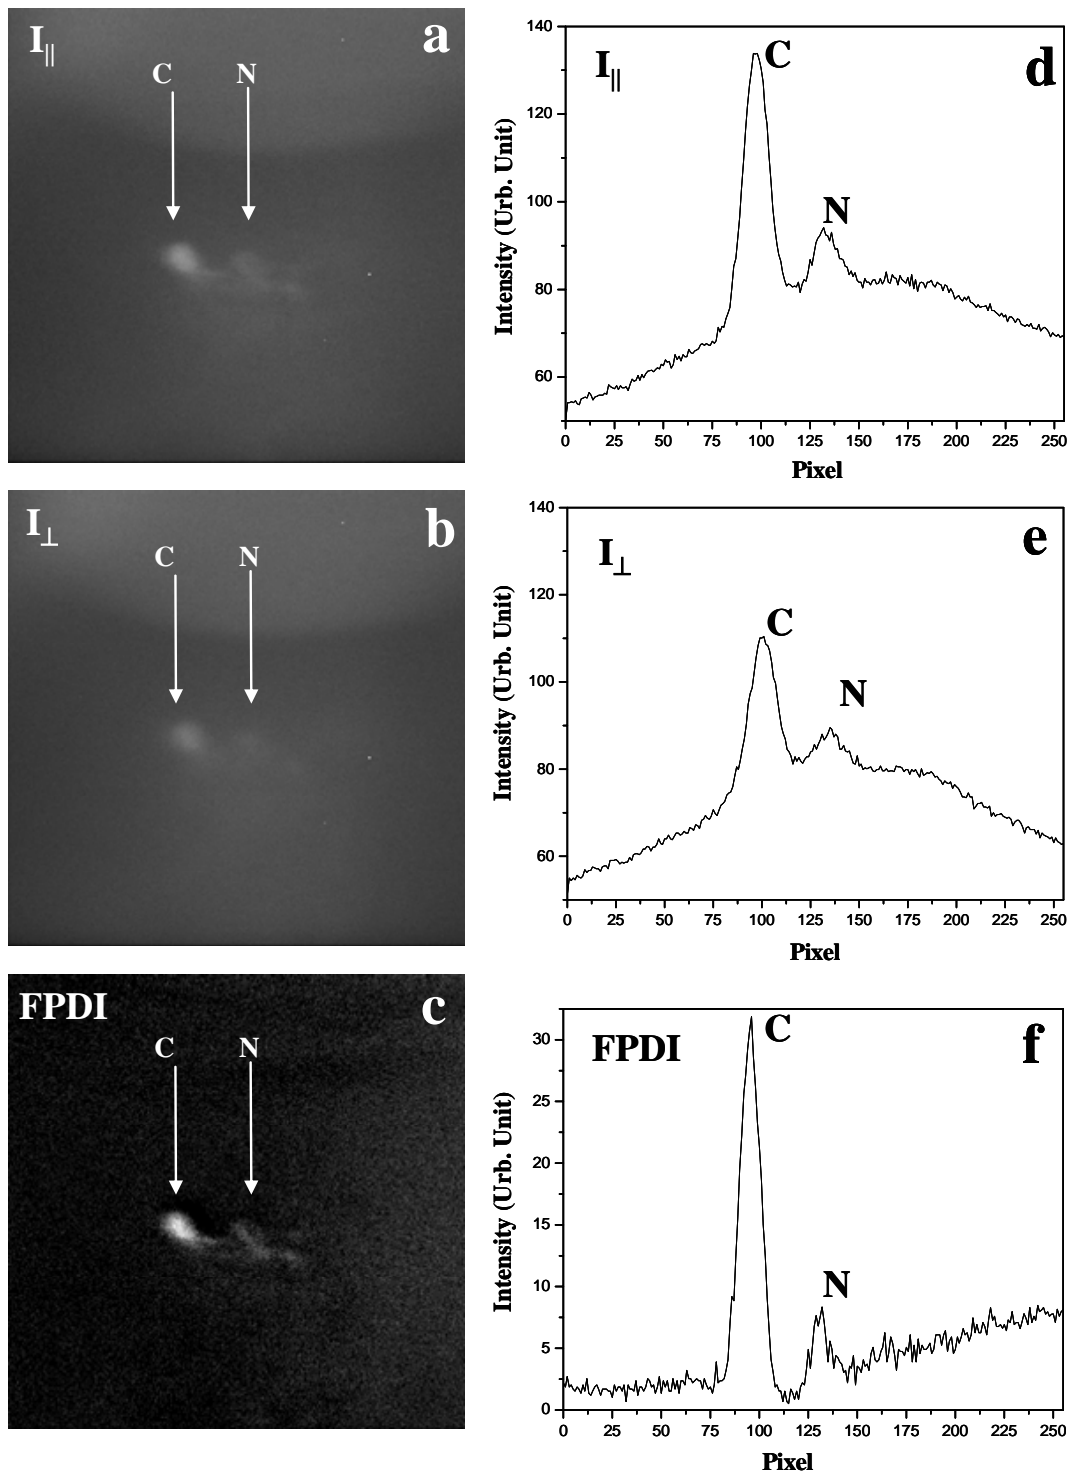 I∥ a
C N
I⊥ b
C N
FPDI c
C N
I∥ C N d
140
120
100
80
60
Intensity (Urb. Unit)
0 25 50 75 100 125 150 175 200 225 250
Pixel
I⊥ C N e
140
120
100
80
60
Intensity (Urb. Unit)
0 25 50 75 100 125 150 175 200 225 250
Pixel
FPDI C N f
30
25
20
15
10
5
0
Intensity (Urb. Unit)
0 25 50 75 100 125 150 175 200 225 250
Pixel